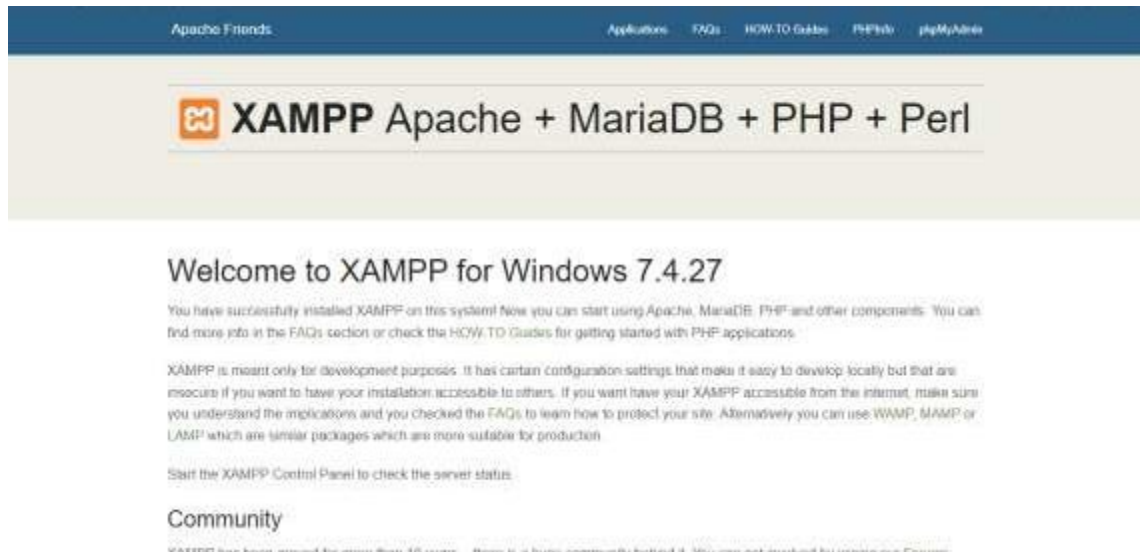 Apache Friends
Applications FAQs HOW-TO Guides PHPInfo phpMyAdmin
XAMPP Apache + MariaDB + PHP + Perl
Welcome to XAMPP for Windows 7.4.27
You have successfully installed XAMPP on this system! Now you can start using Apache, MariaDB, PHP and other components. You can
find more info in the FAQs section or check the HOW-TO Guides for getting started with PHP applications.
XAMPP is meant only for development purposes. It has certain configuration settings that make it easy to develop locally but that are
insecure if you want to have your installation accessible to others. If you want have your XAMPP accessible from the internet, make sure
you understand the implications and you checked the FAQs to learn how to protect your site. Alternatively you can use WAMP, MAMP or
LAMP which are similar packages which are more suitable for production.
Start the XAMPP Control Panel to check the server status.
Community